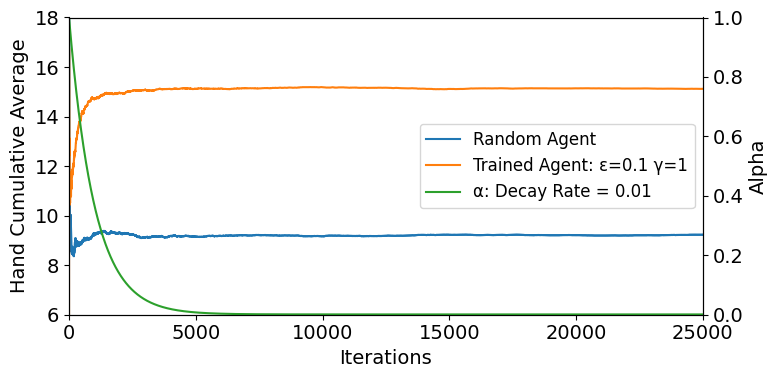 18
16
14
12
10
8
6
Hand Cumulative Average
1.0
0.8
0.6
0.4
0.2
0.0
Alpha
Random Agent
Trained Agent: ε=0.1 γ=1
α: Decay Rate = 0.01
0 5000 10000 15000 20000 25000
Iterations